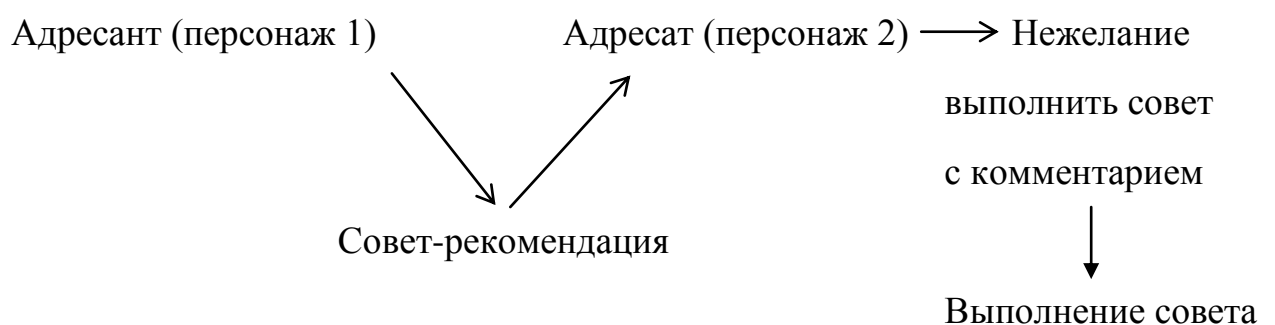 Адресант (персонаж 1) Адресат (персонаж 2) Нежелание
выполнить совет
с комментарием
Совет-рекомендация
Выполнение совета